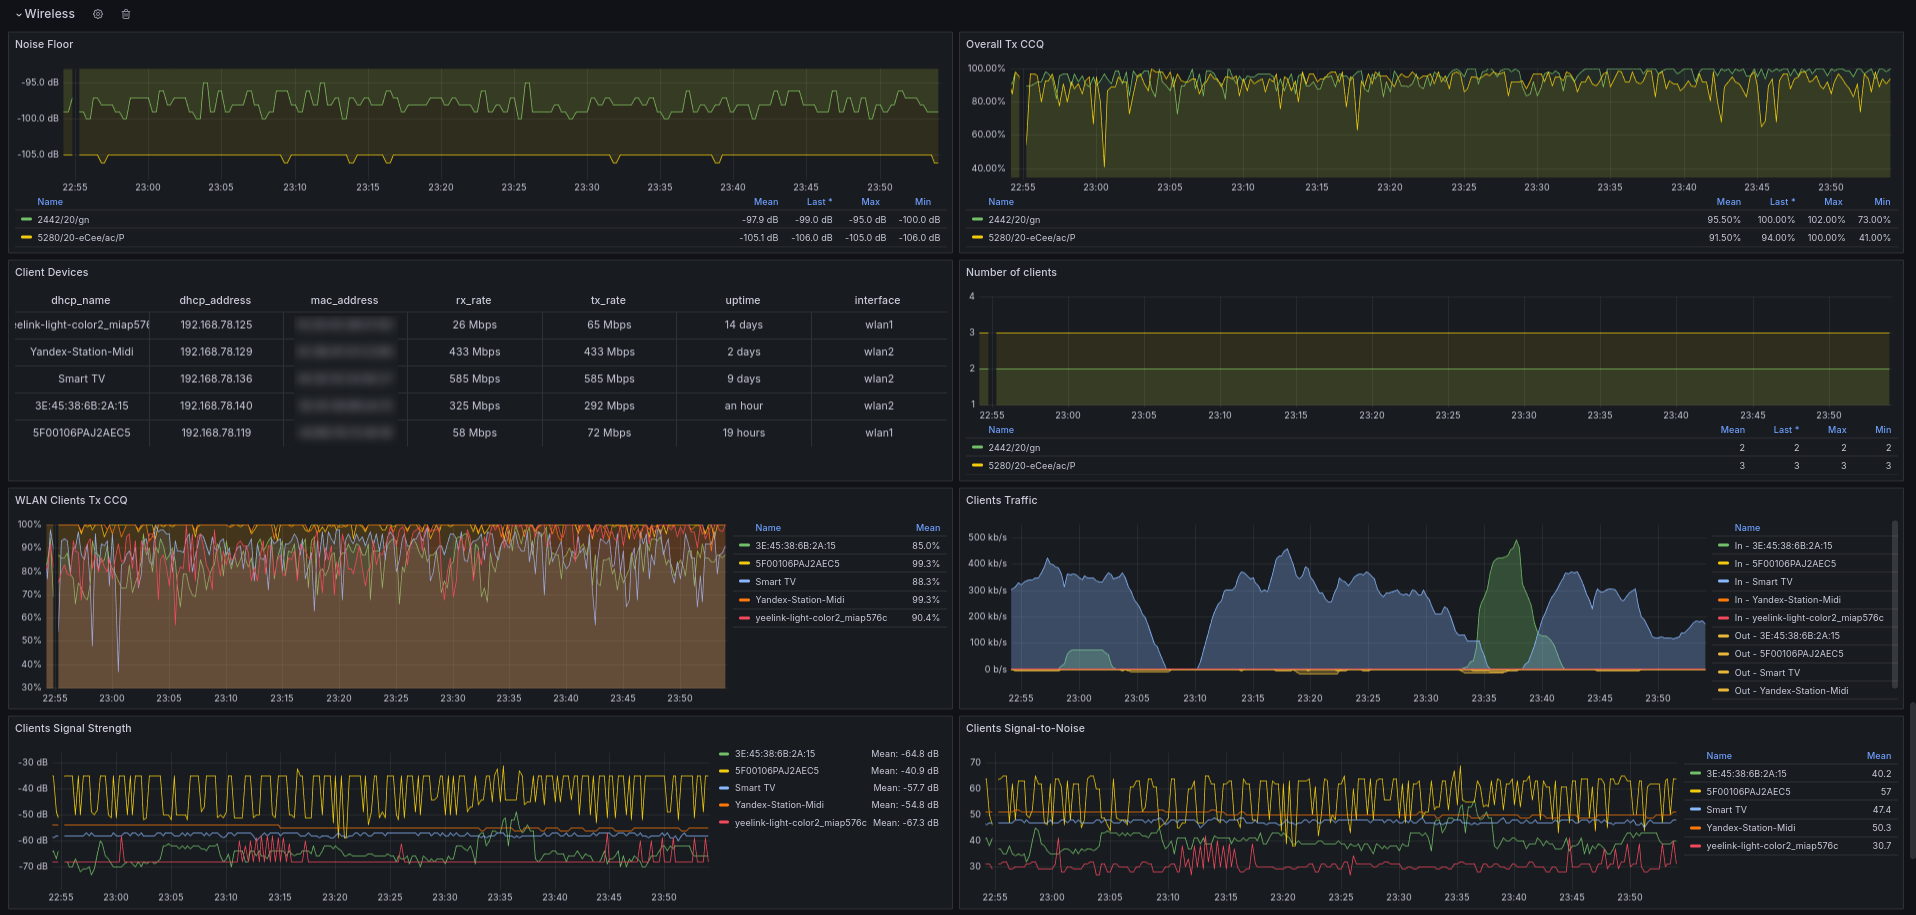 Wireless
Noise Floor
-95.0 dB
-100.0 dB
-105.0 dB
22:55 23:00 23:05 23:10 23:15 23:20 23:25 23:30 23:35 23:40 23:45 23:50
Name Mean Last * Max Min
2442/20/gn -97.9 dB -99.0 dB -95.0 dB -100.0 dB
5280/20-eCee/ac/P -105.1 dB -106.0 dB -105.0 dB -106.0 dB
Overall Tx CCQ
100.00%
80.00%
60.00%
40.00%
22:55 23:00 23:05 23:10 23:15 23:20 23:25 23:30 23:35 23:40 23:45 23:50
Name Mean Last * Max Min
2442/20/gn 95.50% 100.00% 102.00% 73.00%
5280/20-eCee/ac/P 91.50% 94.00% 100.00% 41.00%
Client Devices
dhcp_name dhcp_address mac_address rx_rate tx_rate uptime interface
eelink-light-color2_miap576 192.168.78.125 26 Mbps 65 Mbps 14 days wlan1
Yandex-Station-Midi 192.168.78.129 433 Mbps 433 Mbps 2 days wlan2
Smart TV 192.168.78.136 585 Mbps 585 Mbps 9 days wlan2
3E:45:38:6B:2A:15 192.168.78.140 325 Mbps 292 Mbps an hour wlan2
5F00106PAJ2AEC5 192.168.78.119 58 Mbps 72 Mbps 19 hours wlan1
Number of clients
4
3
2
1
22:55 23:00 23:05 23:10 23:15 23:20 23:25 23:30 23:35 23:40 23:45 23:50
Name Mean Last * Max Min
2442/20/gn 2 2 2 2
5280/20-eCee/ac/P 3 3 3 3
WLAN Clients Tx CCQ
100%
90%
80%
70%
60%
50%
40%
30%
22:55 23:00 23:05 23:10 23:15 23:20 23:25 23:30 23:35 23:40 23:45 23:50
Name Mean
3E:45:38:6B:2A:15 85.0%
5F00106PAJ2AEC5 99.3%
Smart TV 88.3%
Yandex-Station-Midi 99.3%
yeelink-light-color2_miap576c 90.4%
Clients Traffic
500 kb/s
400 kb/s
300 kb/s
200 kb/s
100 kb/s
0 b/s
22:55 23:00 23:05 23:10 23:15 23:20 23:25 23:30 23:35 23:40 23:45 23:50
Name
In - 3E:45:38:6B:2A:15
In - 5F00106PAJ2AEC5
In - Smart TV
In - Yandex-Station-Midi
In - yeelink-light-color2_miap576c
Out - 3E:45:38:6B:2A:15
Out - 5F00106PAJ2AEC5
Out - Smart TV
Out - Yandex-Station-Midi
Clients Signal Strength
-30 dB
-40 dB
-50 dB
-60 dB
-70 dB
22:55 23:00 23:05 23:10 23:15 23:20 23:25 23:30 23:35 23:40 23:45 23:50
3E:45:38:6B:2A:15 Mean: -64.8 dB
5F00106PAJ2AEC5 Mean: -40.9 dB
Smart TV Mean: -57.7 dB
Yandex-Station-Midi Mean: -54.8 dB
yeelink-light-color2_miap576c Mean: -67.3 dB
Clients Signal-to-Noise
70
60
50
40
30
22:55 23:00 23:05 23:10 23:15 23:20 23:25 23:30 23:35 23:40 23:45 23:50
Name Mean
3E:45:38:6B:2A:15 40.2
5F00106PAJ2AEC5 57
Smart TV 47.4
Yandex-Station-Midi 50.3
yeelink-light-color2_miap576c 30.7